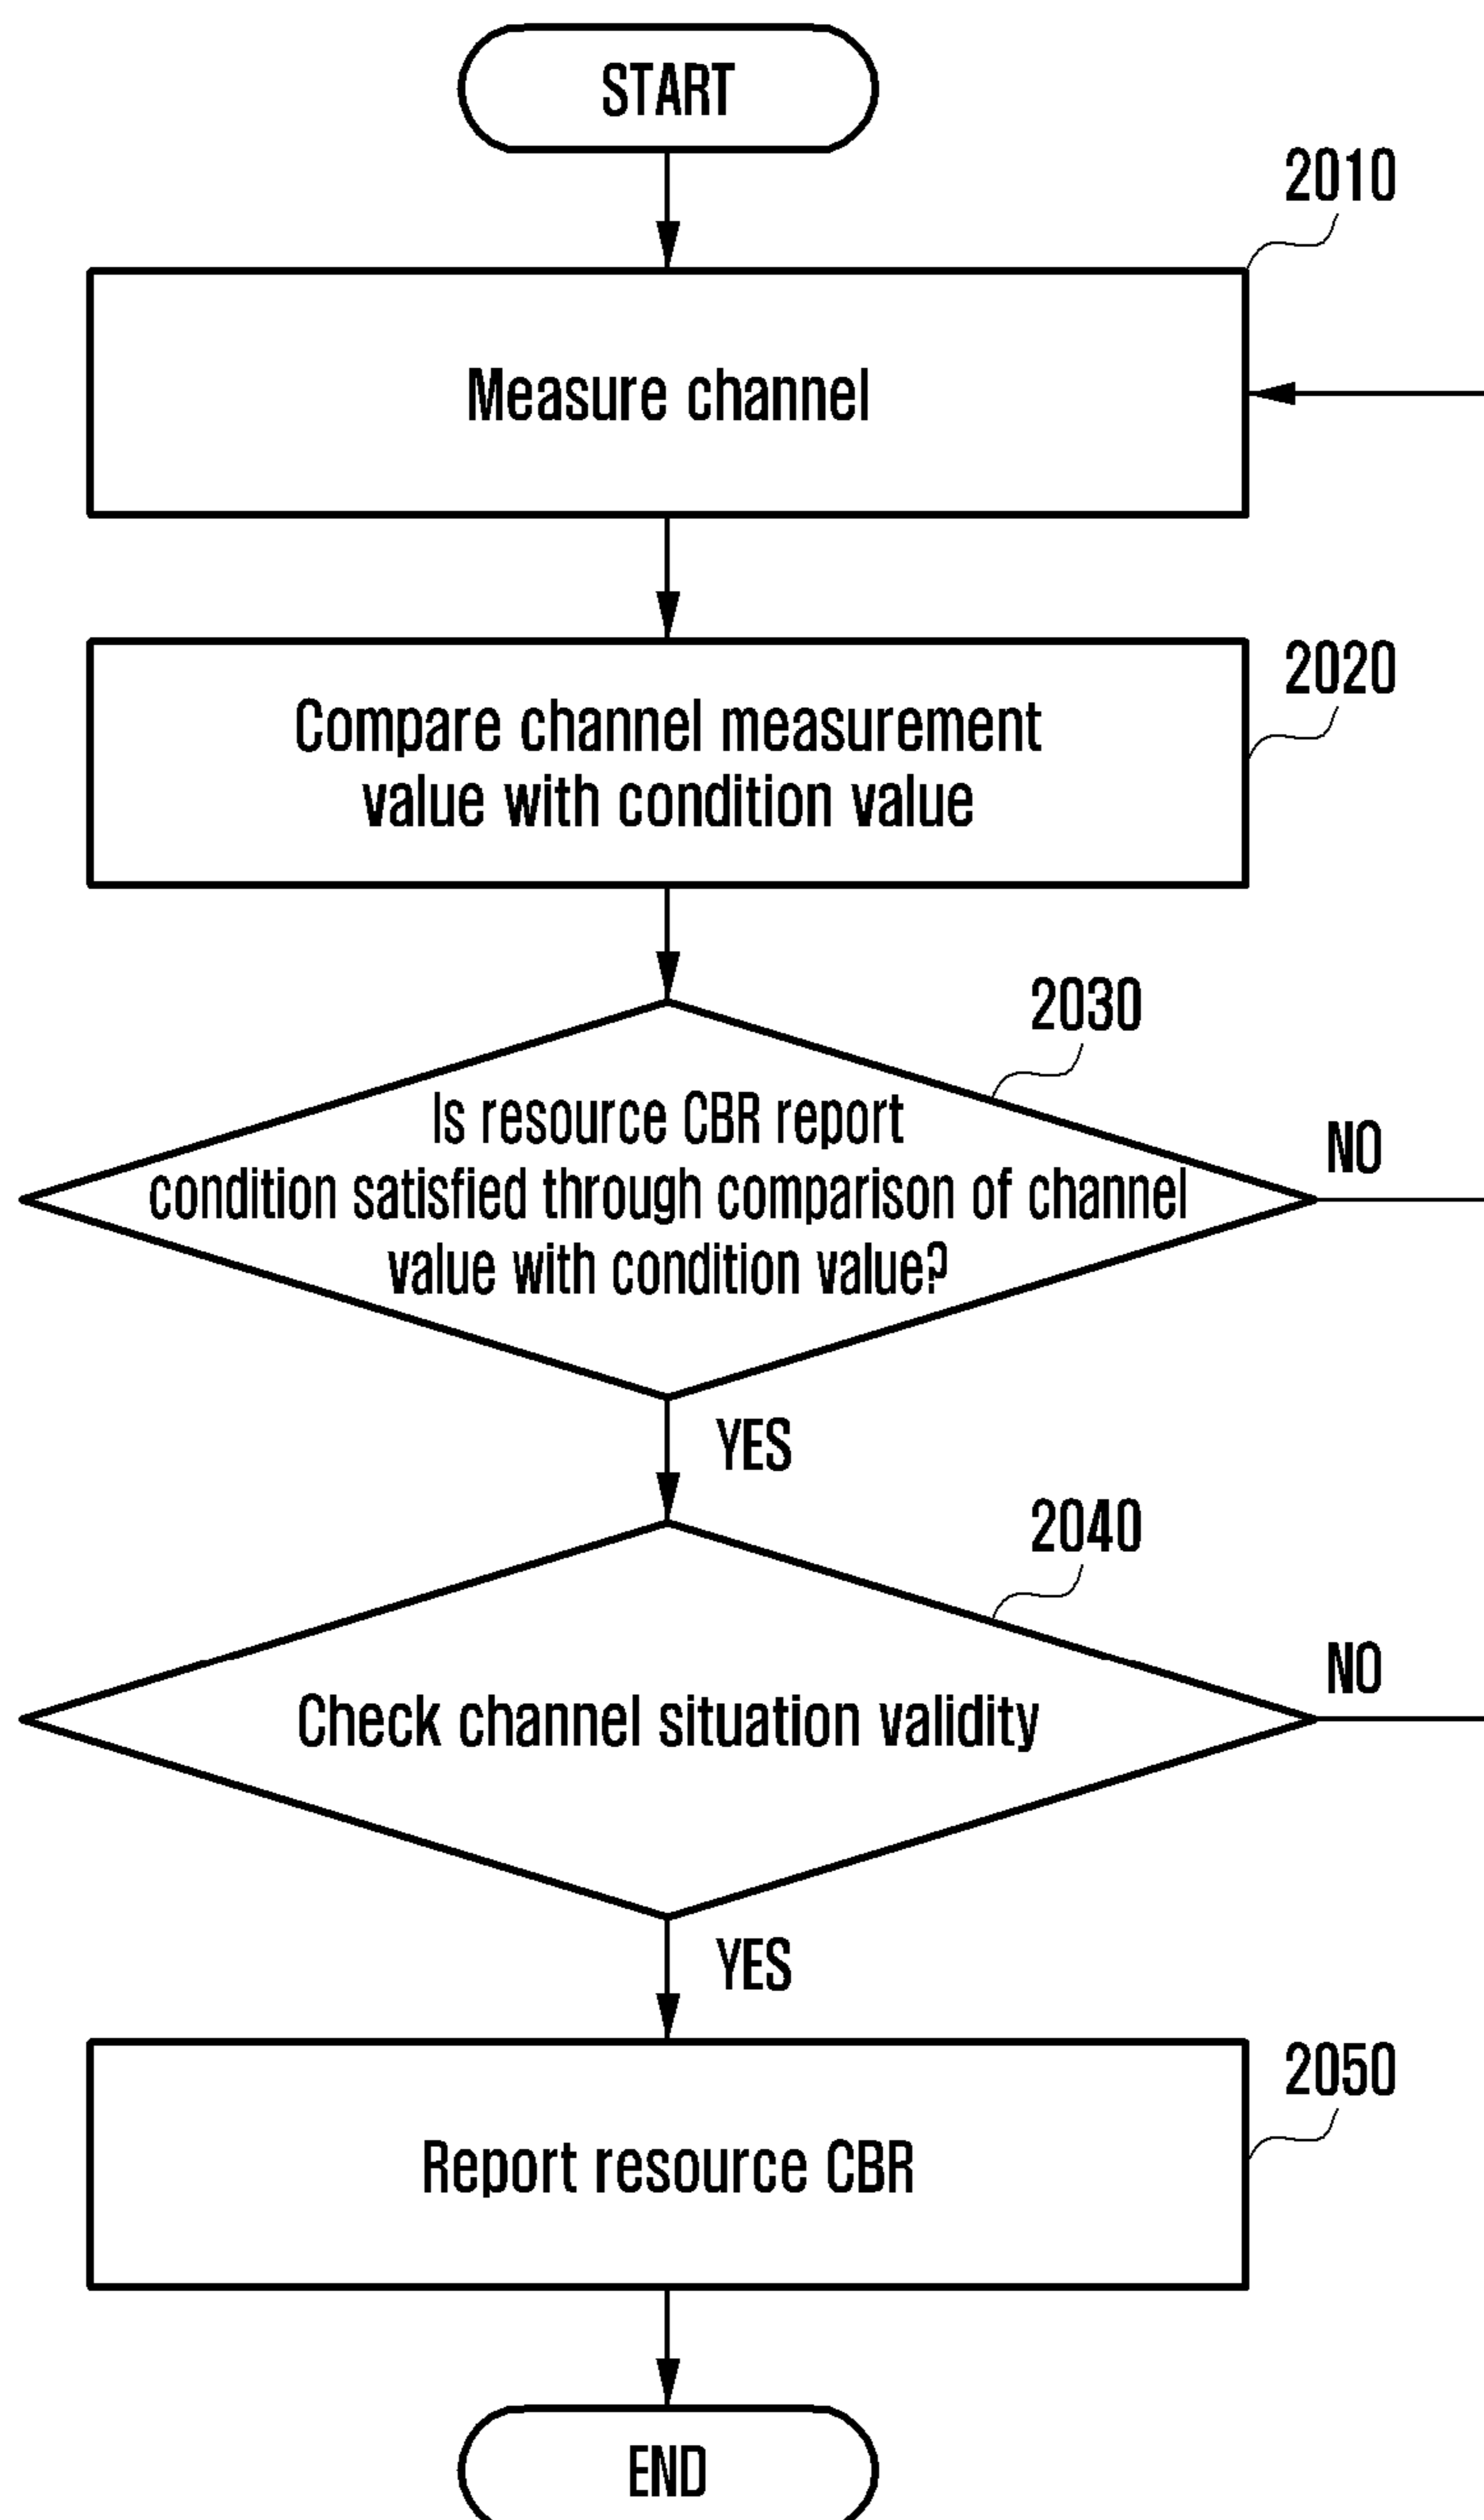 START
2010
Measure channel
2020
Compare channel measurement
value with condition value
2030
Is resource CBR report
condition satisfied through comparison of channel
value with condition value?
NO
YES
2040
Check channel situation validity
NO
YES
2050
Report resource CBR
END